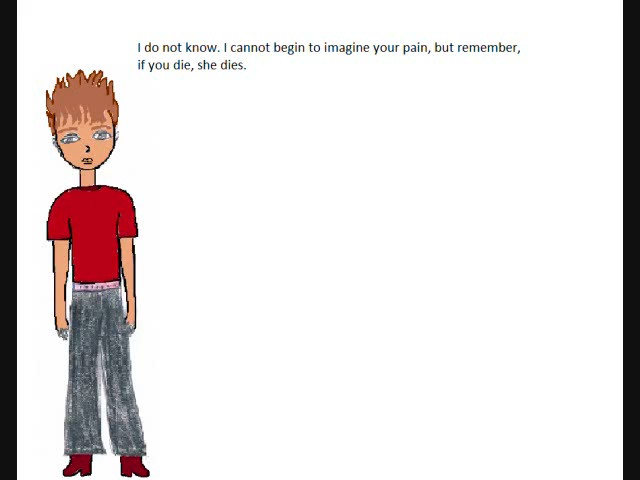 I do not know. I cannot begin to imagine your pain, but remember,
if you die, she dies.